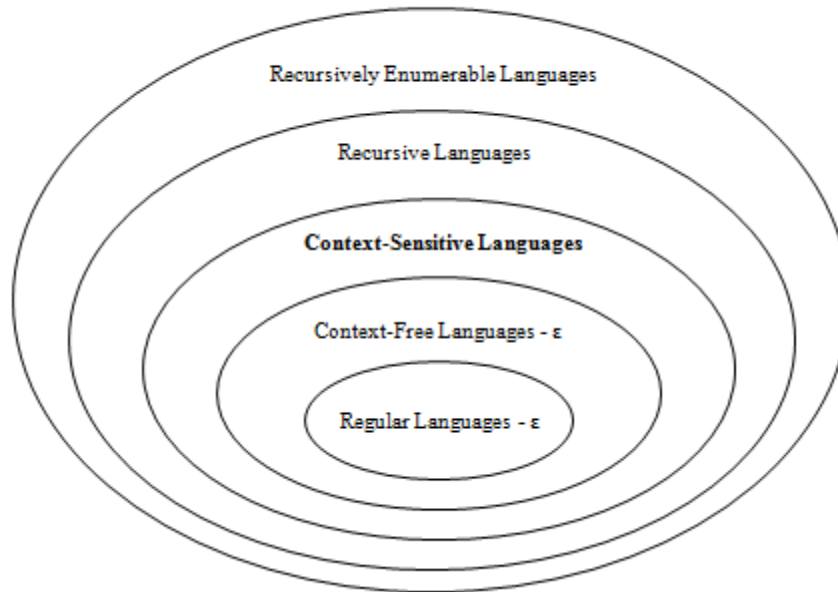 Recursively Enumerable Languages
Recursive Languages
Context-Sensitive Languages
Context-Free Languages - ε
Regular Languages - ε